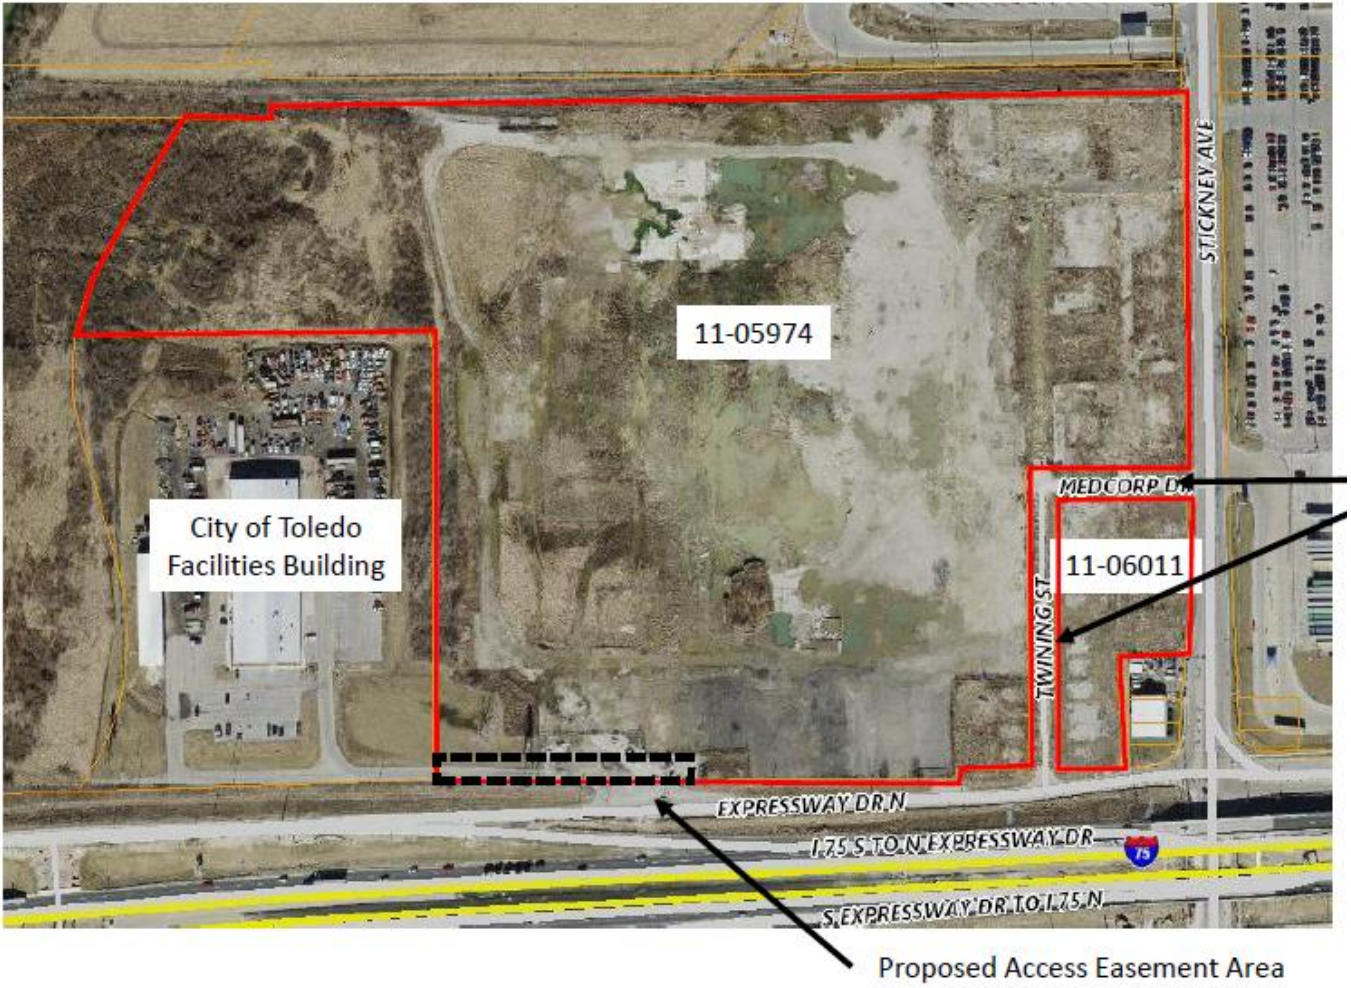 STICKNEY AVE
11-05974
MEDCORP DR
City of Toledo
Facilities Building
11-06011
TWINING ST
EXPRESSWAY DR N
I 75 S TO N EXPRESSWAY DR
75
S EXPRESSWAY DR TO I 75 N
Proposed Access Easement Area